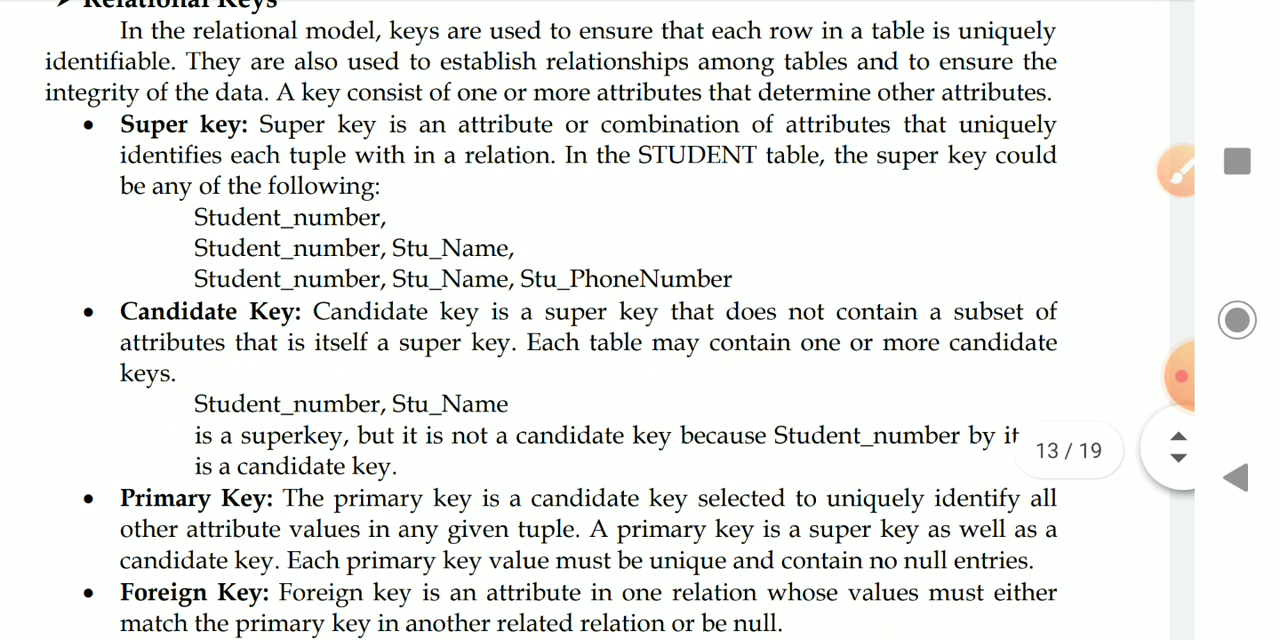 Relational Keys
In the relational model, keys are used to ensure that each row in a table is uniquely
identifiable. They are also used to establish relationships among tables and to ensure the
integrity of the data. A key consist of one or more attributes that determine other attributes.
• Super key: Super key is an attribute or combination of attributes that uniquely
identifies each tuple with in a relation. In the STUDENT table, the super key could
be any of the following:
Student_number,
Student_number, Stu_Name,
Student_number, Stu_Name, Stu_PhoneNumber
• Candidate Key: Candidate key is a super key that does not contain a subset of
attributes that is itself a super key. Each table may contain one or more candidate
keys.
Student_number, Stu_Name
is a superkey, but it is not a candidate key because Student_number by it
is a candidate key.
13 / 19
• Primary Key: The primary key is a candidate key selected to uniquely identify all
other attribute values in any given tuple. A primary key is a super key as well as a
candidate key. Each primary key value must be unique and contain no null entries.
• Foreign Key: Foreign key is an attribute in one relation whose values must either
match the primary key in another related relation or be null.